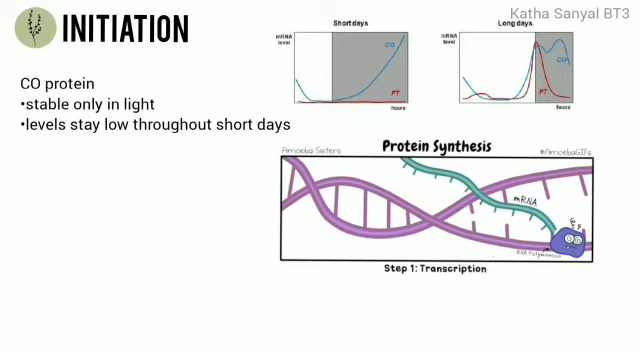 Katha Sanyal BT3
INITIATION
Short days
mRNA
level
CO
FT
hours
Long days
mRNA
level
CO
FT
hours
CO protein
•stable only in light
•levels stay low throughout short days
Amoeba Sisters
Protein Synthesis
#AmoebaGIFs
mRNA
RNA Polymerase
Step 1: Transcription